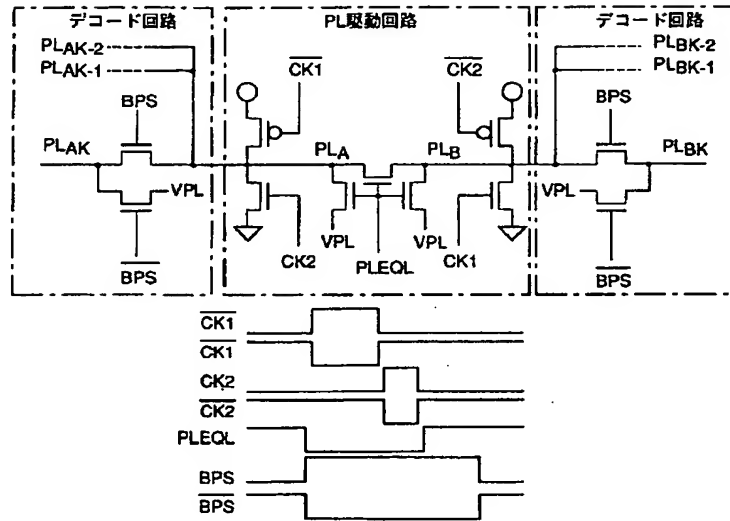 デコード回路
PL駆動回路
デコード回路
PLAK-2
PLAK-1
CK1
CK2
PLBK-2
PLBK-1
BPS
BPS
PLAK
PLA
PLB
PLBK
VPL
VPL
VPL
VPL
BPS
CK2
PLEQL
CK1
BPS
CK1
CK1
CK2
CK2
PLEQL
BPS
BPS